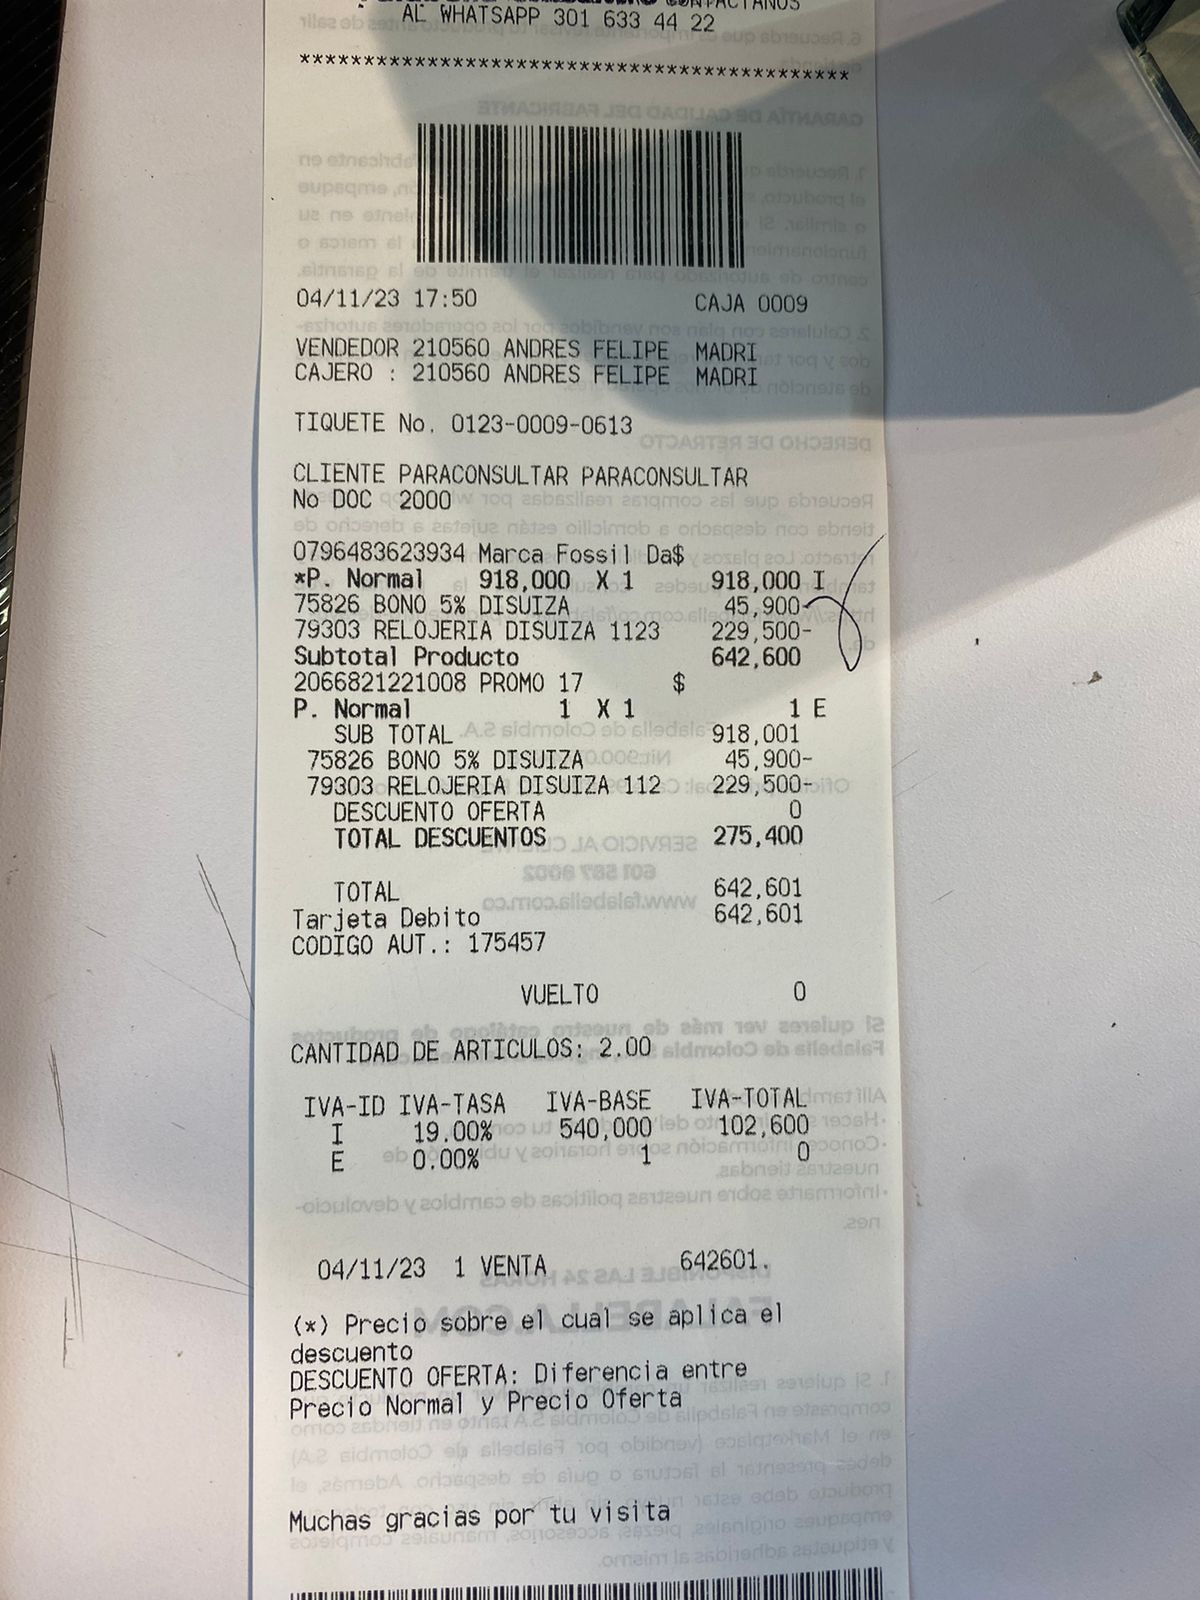 CONTACTANOS
AL WHATSAPP 301 633 44 22
******************************************
04/11/23 17:50 CAJA 0009
VENDEDOR 210560 ANDRES FELIPE MADRI
CAJERO : 210560 ANDRES FELIPE MADRI
TIQUETE No. 0123-0009-0613
CLIENTE PARACONSULTAR PARACONSULTAR
No DOC 2000
0796483623934 Marca Fossil Da$
*P. Normal 918,000 X 1 918,000 I
75826 BONO 5% DISUIZA 45,900-
79303 RELOJERIA DISUIZA 1123 229,500-
Subtotal Producto 642,600
2066821221008 PROMO 17 $
P. Normal 1 X 1 1 E
SUB TOTAL 918,001
75826 BONO 5% DISUIZA 45,900-
79303 RELOJERIA DISUIZA 112 229,500-
DESCUENTO OFERTA 0
TOTAL DESCUENTOS 275,400
TOTAL 642,601
Tarjeta Debito 642,601
CODIGO AUT.: 175457
VUELTO 0
CANTIDAD DE ARTICULOS: 2.00
IVA-ID IVA-TASA IVA-BASE IVA-TOTAL
I 19.00% 540,000 102,600
E 0.00% 1 0
04/11/23 1 VENTA 642601.
(*) Precio sobre el cual se aplica el
descuento
DESCUENTO OFERTA: Diferencia entre
Precio Normal y Precio Oferta
Muchas gracias por tu visita